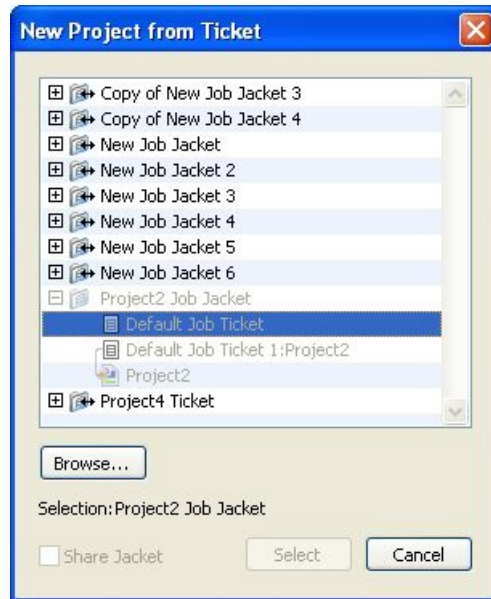 New Project from Ticket
Copy of New Job Jacket 3
Copy of New Job Jacket 4
New Job Jacket
New Job Jacket 2
New Job Jacket 3
New Job Jacket 4
New Job Jacket 5
New Job Jacket 6
Project2 Job Jacket
Default Job Ticket
Default Job Ticket 1:Project2
Project2
Project4 Ticket
Browse...
Selection:Project2 Job Jacket
Share Jacket Select Cancel